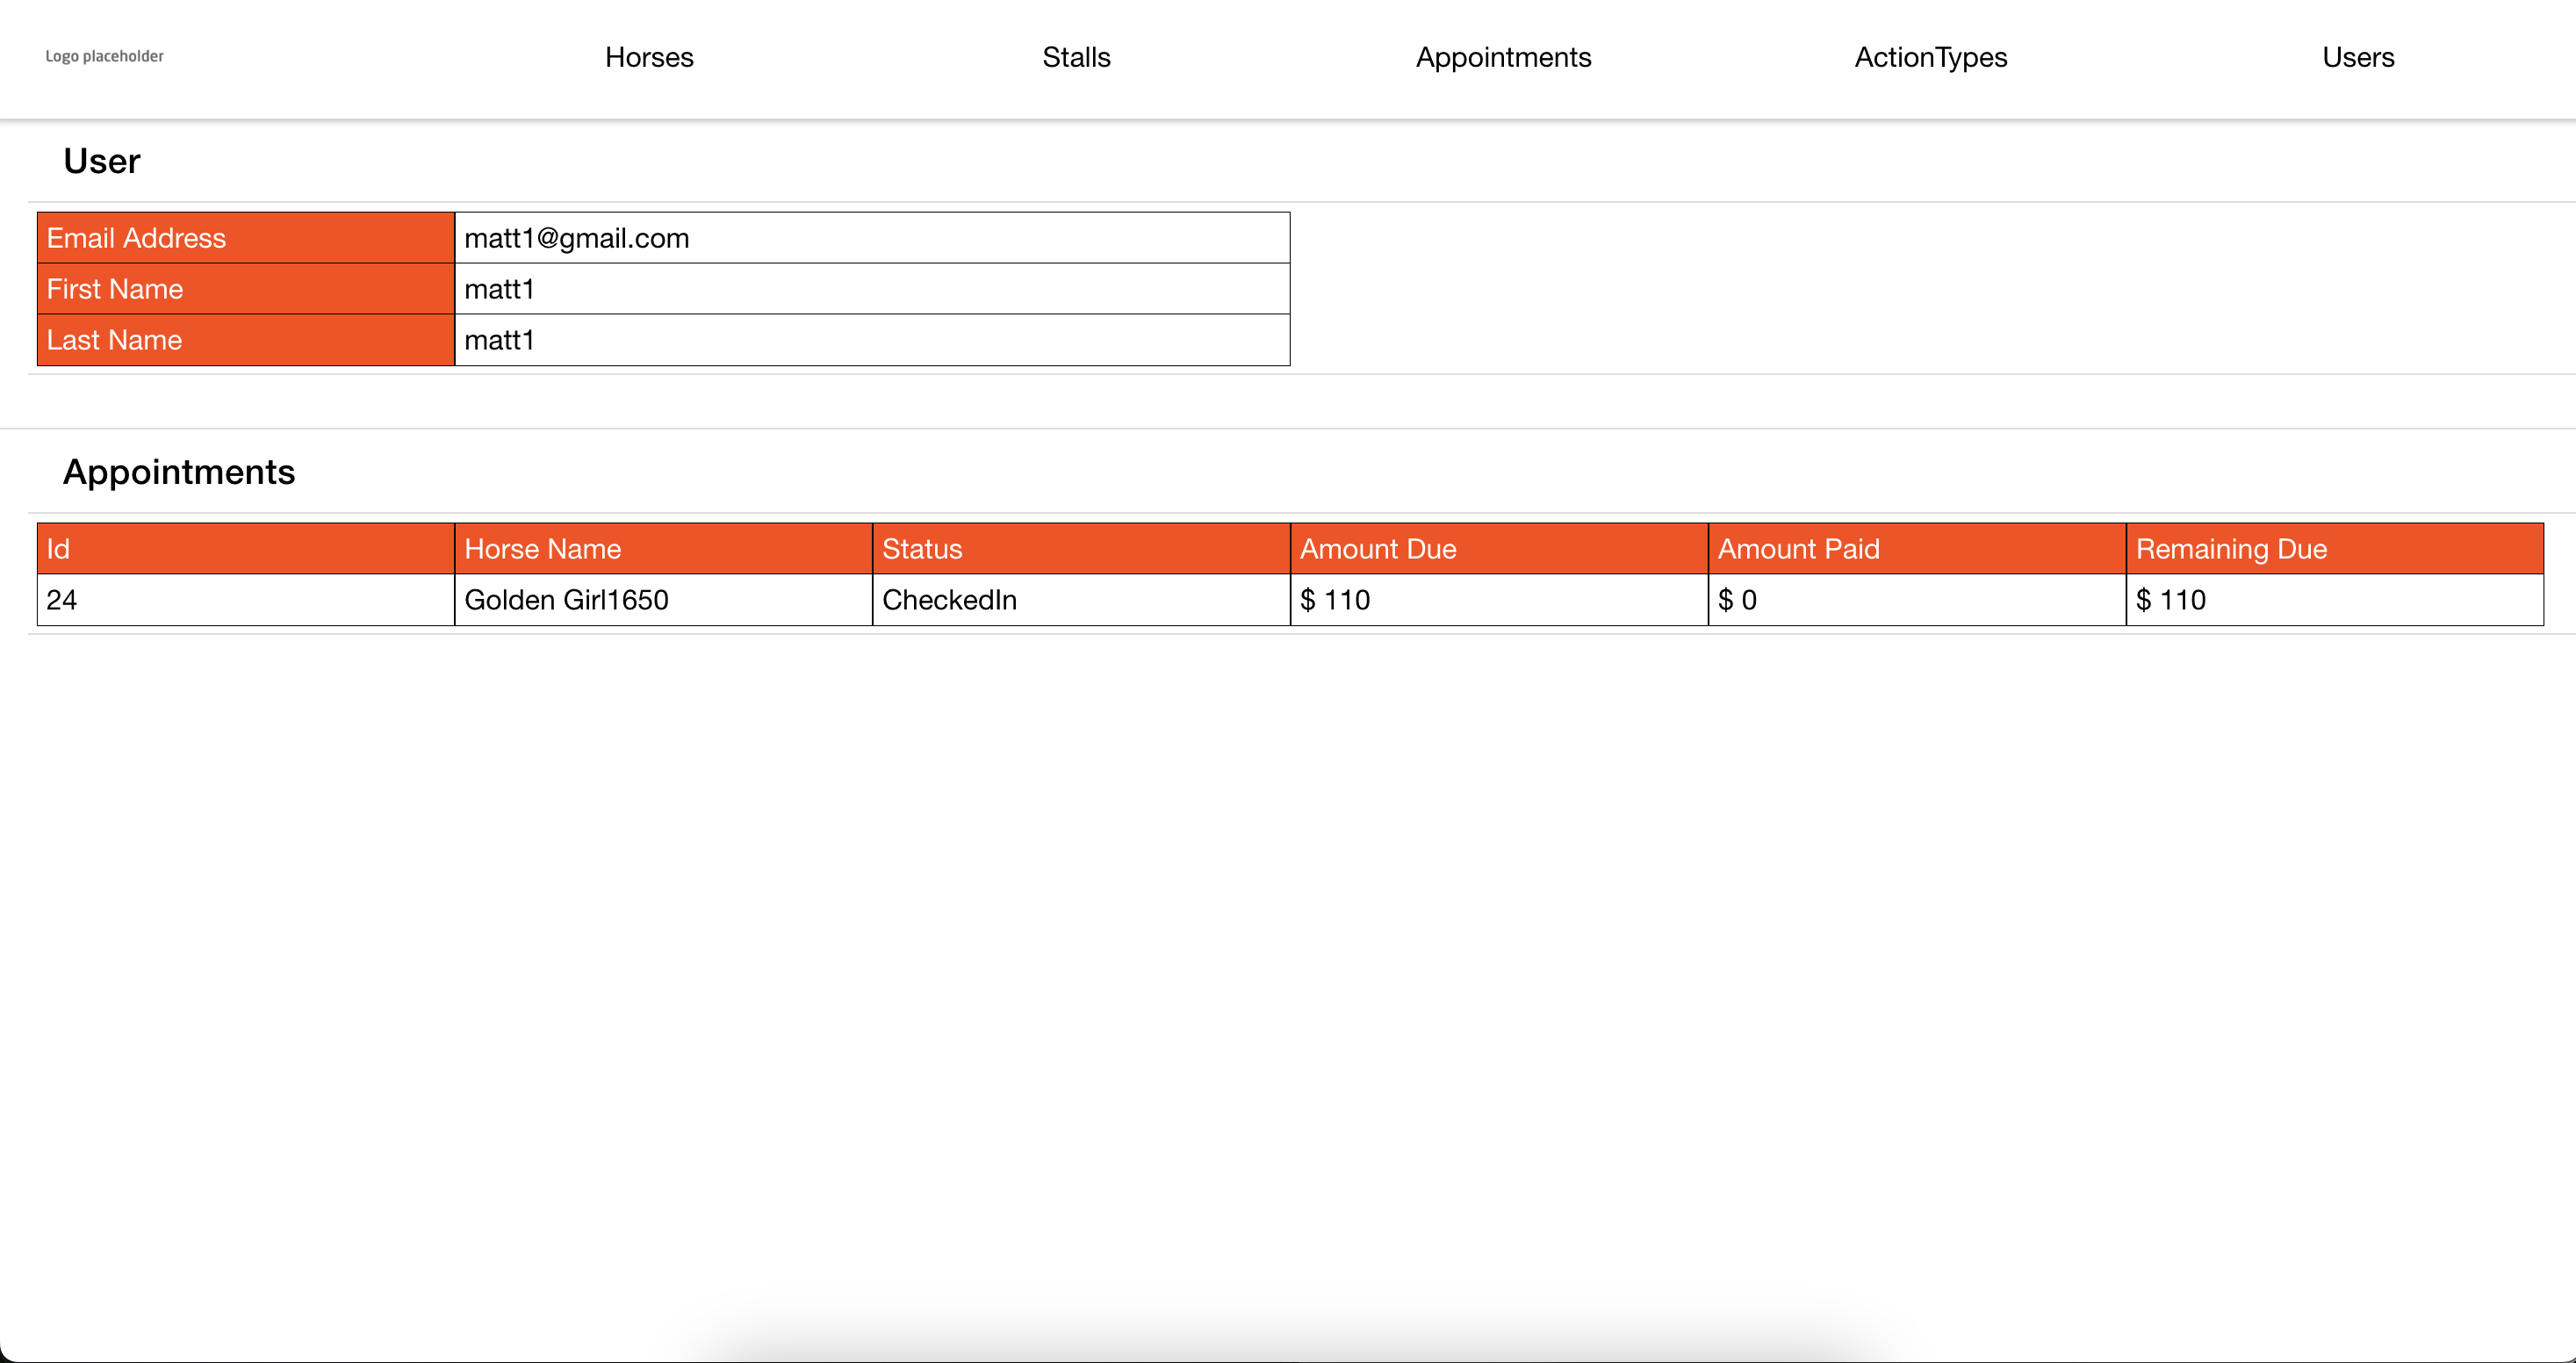 Logo placeholder Horses Stalls Appointments ActionTypes Users
User
Email Address matt1@gmail.com
First Name matt1
Last Name matt1
Appointments
Id Horse Name Status Amount Due Amount Paid Remaining Due
24 Golden Girl1650 CheckedIn $ 110 $ 0 $ 110